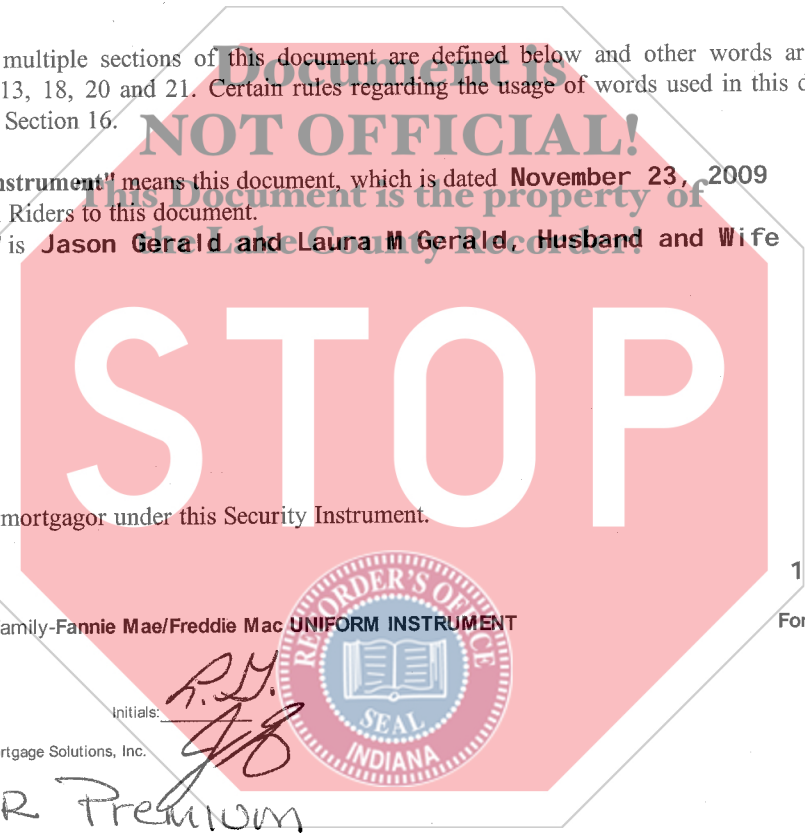 multiple sections of this document are defined below and other words ar
Document is
13, 18, 20 and 21. Certain rules regarding the usage of words used in this d
Section 16.
NOT OFFICIAL!
nstrument" means this document, which is dated November 23, 2009
This Document is the property of
Riders to this document.
is Jason Gerald and Laura M Gerald, Husband and Wife
the Lake County Recorder!
STOP
mortgagor under this Security Instrument.
1
amily-Fannie Mae/Freddie Mac UNIFORM INSTRUMENT
For
RECORDER'S OFFICE
SEAL
INDIANA
L.G.
Initials:
JG
rtgage Solutions, Inc.
R Premium